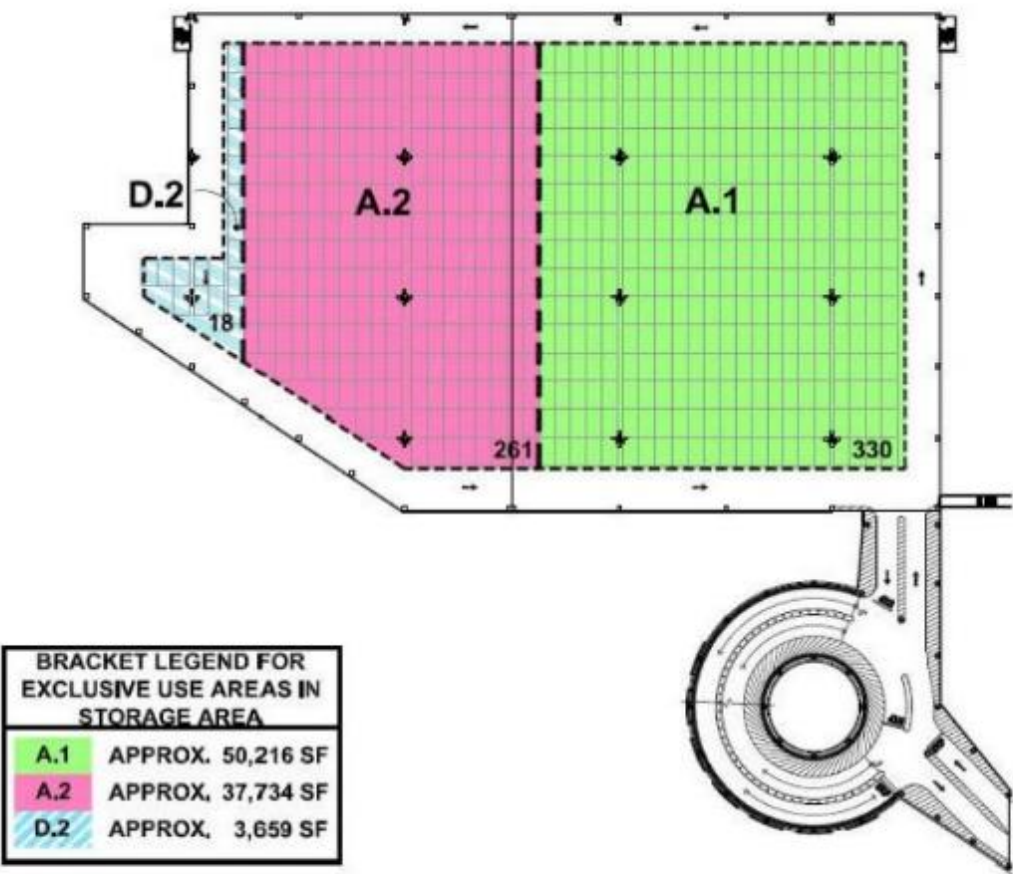 D.2
A.2
A.1
18
261
330
BRACKET LEGEND FOR
EXCLUSIVE USE AREAS IN
STORAGE AREA
A.1 APPROX. 50,216 SF
A.2 APPROX. 37,734 SF
D.2 APPROX. 3,659 SF